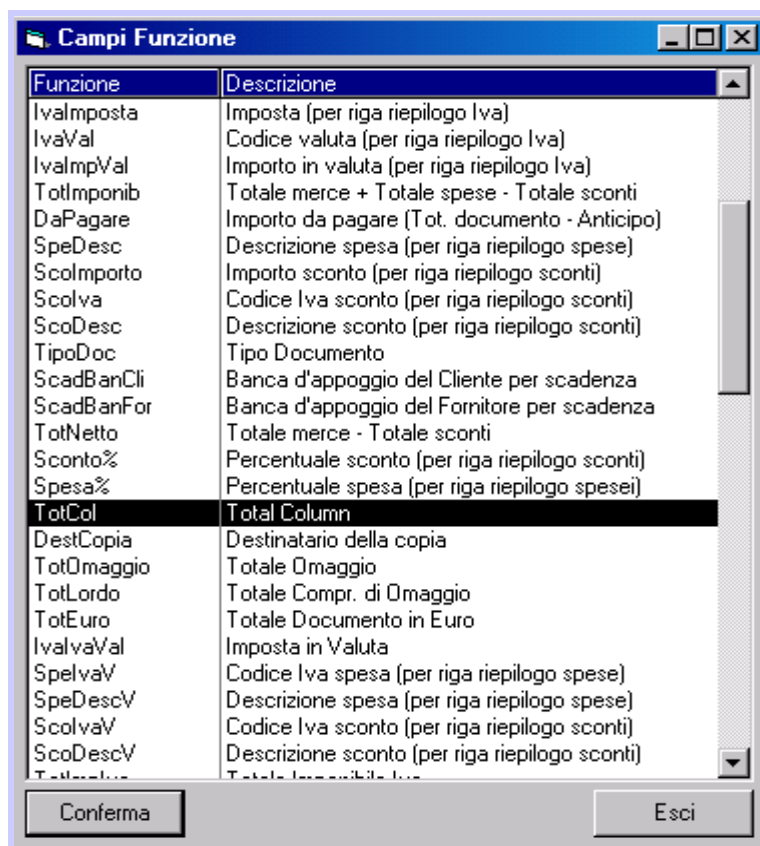 Campi Funzione
Funzione Descrizione
IvaImposta Imposta (per riga riepilogo Iva)
IvaVal Codice valuta (per riga riepilogo Iva)
IvaImpVal Importo in valuta (per riga riepilogo Iva)
TotImponib Totale merce + Totale spese - Totale sconti
DaPagare Importo da pagare (Tot. documento - Anticipo)
SpeDesc Descrizione spesa (per riga riepilogo spese)
ScoImporto Importo sconto (per riga riepilogo sconti)
ScoIva Codice Iva sconto (per riga riepilogo sconti)
ScoDesc Descrizione sconto (per riga riepilogo sconti)
TipoDoc Tipo Documento
ScadBanCli Banca d'appoggio del Cliente per scadenza
ScadBanFor Banca d'appoggio del Fornitore per scadenza
TotNetto Totale merce - Totale sconti
Sconto% Percentuale sconto (per riga riepilogo sconti)
Spesa% Percentuale spesa (per riga riepilogo spesei)
TotCol Total Column
DestCopia Destinatario della copia
TotOmaggio Totale Omaggio
TotLordo Totale Compr. di Omaggio
TotEuro Totale Documento in Euro
IvaIvaVal Imposta in Valuta
SpeIvaV Codice Iva spesa (per riga riepilogo spese)
SpeDescV Descrizione spesa (per riga riepilogo spese)
ScoIvaV Codice Iva sconto (per riga riepilogo sconti)
ScoDescV Descrizione sconto (per riga riepilogo sconti)
Conferma Esci